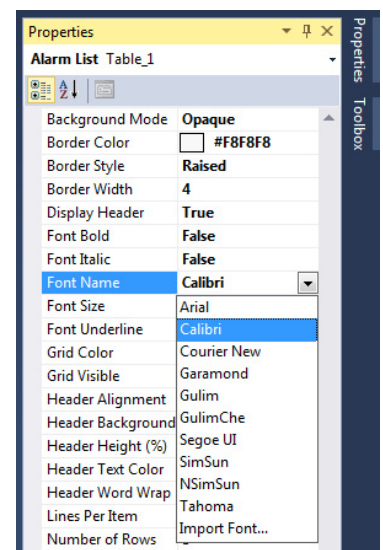 Properties
Alarm List Table_1
Background Mode Opaque
Border Color #F8F8F8
Border Style Raised
Border Width 4
Display Header True
Font Bold False
Font Italic False
Font Name Calibri
Font Size
Font Underline
Grid Color
Grid Visible
Header Alignment
Header Background
Header Height (%)
Header Text Color
Header Word Wrap
Lines Per Item
Number of Rows
Arial
Calibri
Courier New
Garamond
Gulim
GulimChe
Segoe UI
SimSun
NSimSun
Tahoma
Import Font...
Properties
Toolbox